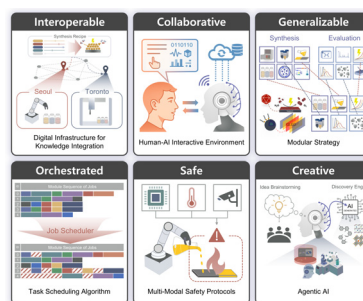 Interoperable
Synthesis Recipe
Seoul
Toronto
Digital Infrastructure for
Knowledge Integration
Collaborative
0110110
Human-AI Interactive Environment
Generalizable
Synthesis
Evaluation
Modular Strategy
Orchestrated
Module Sequence of Jobs
Job Scheduler
Module Sequence of Jobs
Task Scheduling Algorithm
Safe
Multi-Modal Safety Protocols
Creative
Idea Brainstorming
Discovery Eng
AI
Agentic AI